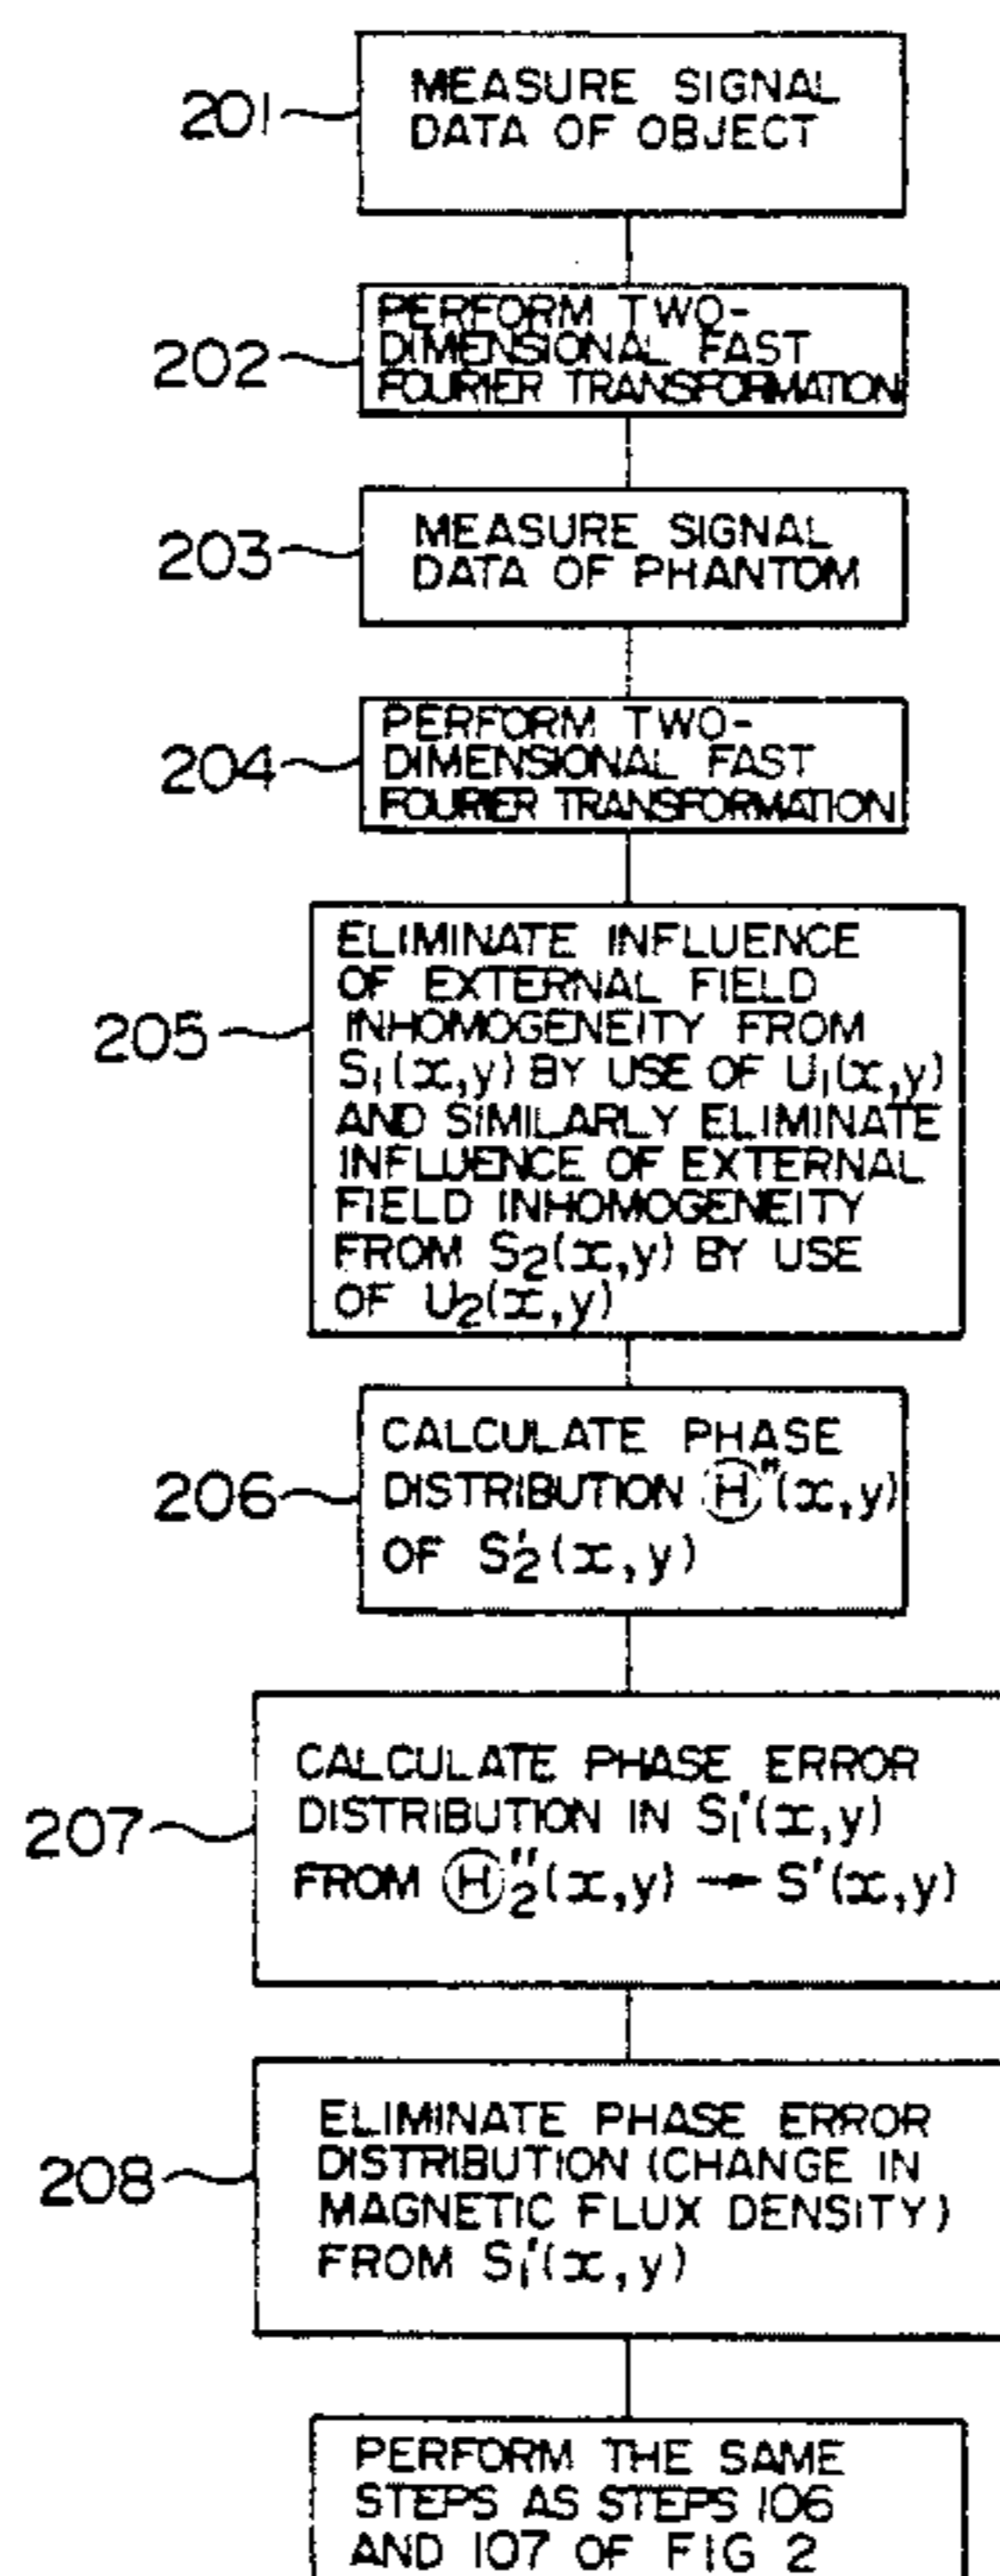 201
MEASURE SIGNAL
DATA OF OBJECT
202
PERFORM TWO-
DIMENSIONAL FAST
FOURIER TRANSFORMATION
203
MEASURE SIGNAL
DATA OF PHANTOM
204
PERFORM TWO-
DIMENSIONAL FAST
FOURIER TRANSFORMATION
205
ELIMINATE INFLUENCE
OF EXTERNAL FIELD
INHOMOGENEITY FROM
S₁(x,y) BY USE OF U₁(x,y)
AND SIMILARLY ELIMINATE
INFLUENCE OF EXTERNAL
FIELD INHOMOGENEITY
FROM S₂(x,y) BY USE
OF U₂(x,y)
206
CALCULATE PHASE
DISTRIBUTION Ⓗ"(x,y)
OF S₂'(x,y)
207
CALCULATE PHASE ERROR
DISTRIBUTION IN S₁'(x,y)
FROM Ⓗ₂"(x,y) → S'(x,y)
208
ELIMINATE PHASE ERROR
DISTRIBUTION (CHANGE IN
MAGNETIC FLUX DENSITY)
FROM S₁'(x,y)
PERFORM THE SAME
STEPS AS STEPS 106
AND 107 OF FIG 2